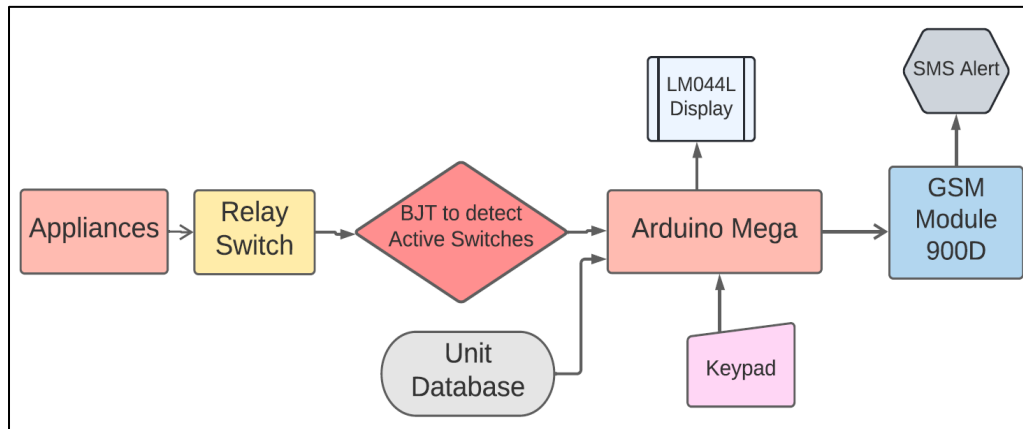 Appliances
Relay
Switch
BJT to detect
Active Switches
Unit
Database
LM044L
Display
Arduino Mega
Keypad
SMS Alert
GSM
Module
900D